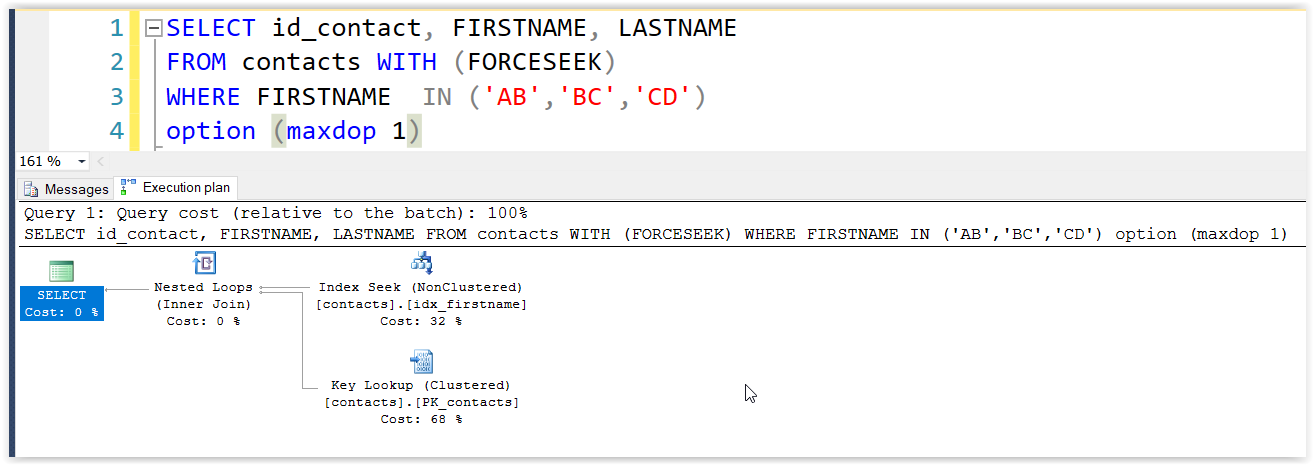 1 SELECT id_contact, FIRSTNAME, LASTNAME
2 FROM contacts WITH (FORCESEEK)
3 WHERE FIRSTNAME  IN ('AB','BC','CD')
4 option (maxdop 1)
161 %
Messages Execution plan
Query 1: Query cost (relative to the batch): 100%
SELECT id_contact, FIRSTNAME, LASTNAME FROM contacts WITH (FORCESEEK) WHERE FIRSTNAME IN ('AB','BC','CD') option (maxdop 1)
SELECT
Cost: 0 %
Nested Loops
(Inner Join)
Cost: 0 %
Index Seek (NonClustered)
[contacts].[idx_firstname]
Cost: 32 %
Key Lookup (Clustered)
[contacts].[PK_contacts]
Cost: 68 %